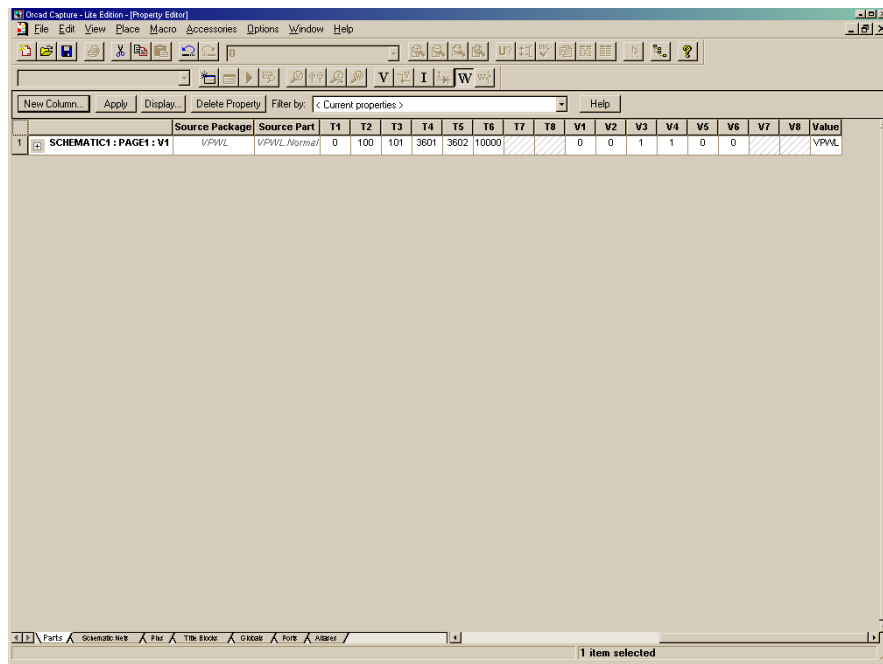 Orcad Capture - Lite Edition - [Property Editor]
File Edit View Place Macro Accessories Options Window Help
0
U?
V I W
New Column... Apply Display... Delete Property Filter by: < Current properties > Help
Source Package Source Part T1 T2 T3 T4 T5 T6 T7 T8 V1 V2 V3 V4 V5 V6 V7 V8 Value
1 SCHEMATIC1 : PAGE1 : V1 VPWL VPWL.Normal 0 100 101 3601 3602 10000 0 0 1 1 0 0 VPWL
Parts Schematic Nets Pins Title Blocks Globals Ports Aliases
1 item selected